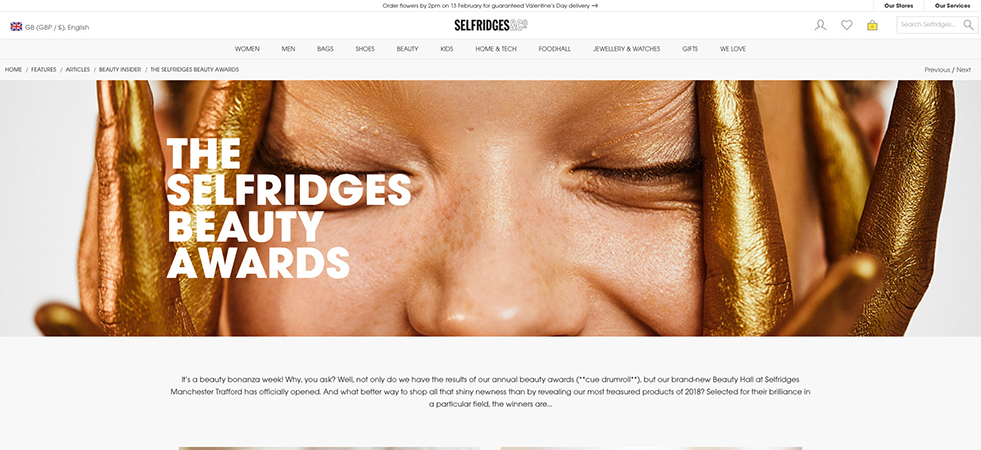 Order flowers by 2pm on 13 February for guaranteed Valentine's Day delivery →
Our Stores
Our Services
GB (GBP / £), English
SELFRIDGES&Co
Search Selfridges...
WOMEN
MEN
BAGS
SHOES
BEAUTY
KIDS
HOME & TECH
FOODHALL
JEWELLERY & WATCHES
GIFTS
WE LOVE
HOME / FEATURES / ARTICLES / BEAUTY INSIDER / THE SELFRIDGES BEAUTY AWARDS
Previous / Next
THE
SELFRIDGES
BEAUTY
AWARDS
It's a beauty bonanza week! Why, you ask? Well, not only do we have the results of our annual beauty awards (**cue drumroll**), but our brand-new Beauty Hall at Selfridges
Manchester Trafford has officially opened. And what better way to shop all that shiny newness than by revealing our most treasured products of 2018? Selected for their brilliance in
a particular field, the winners are...